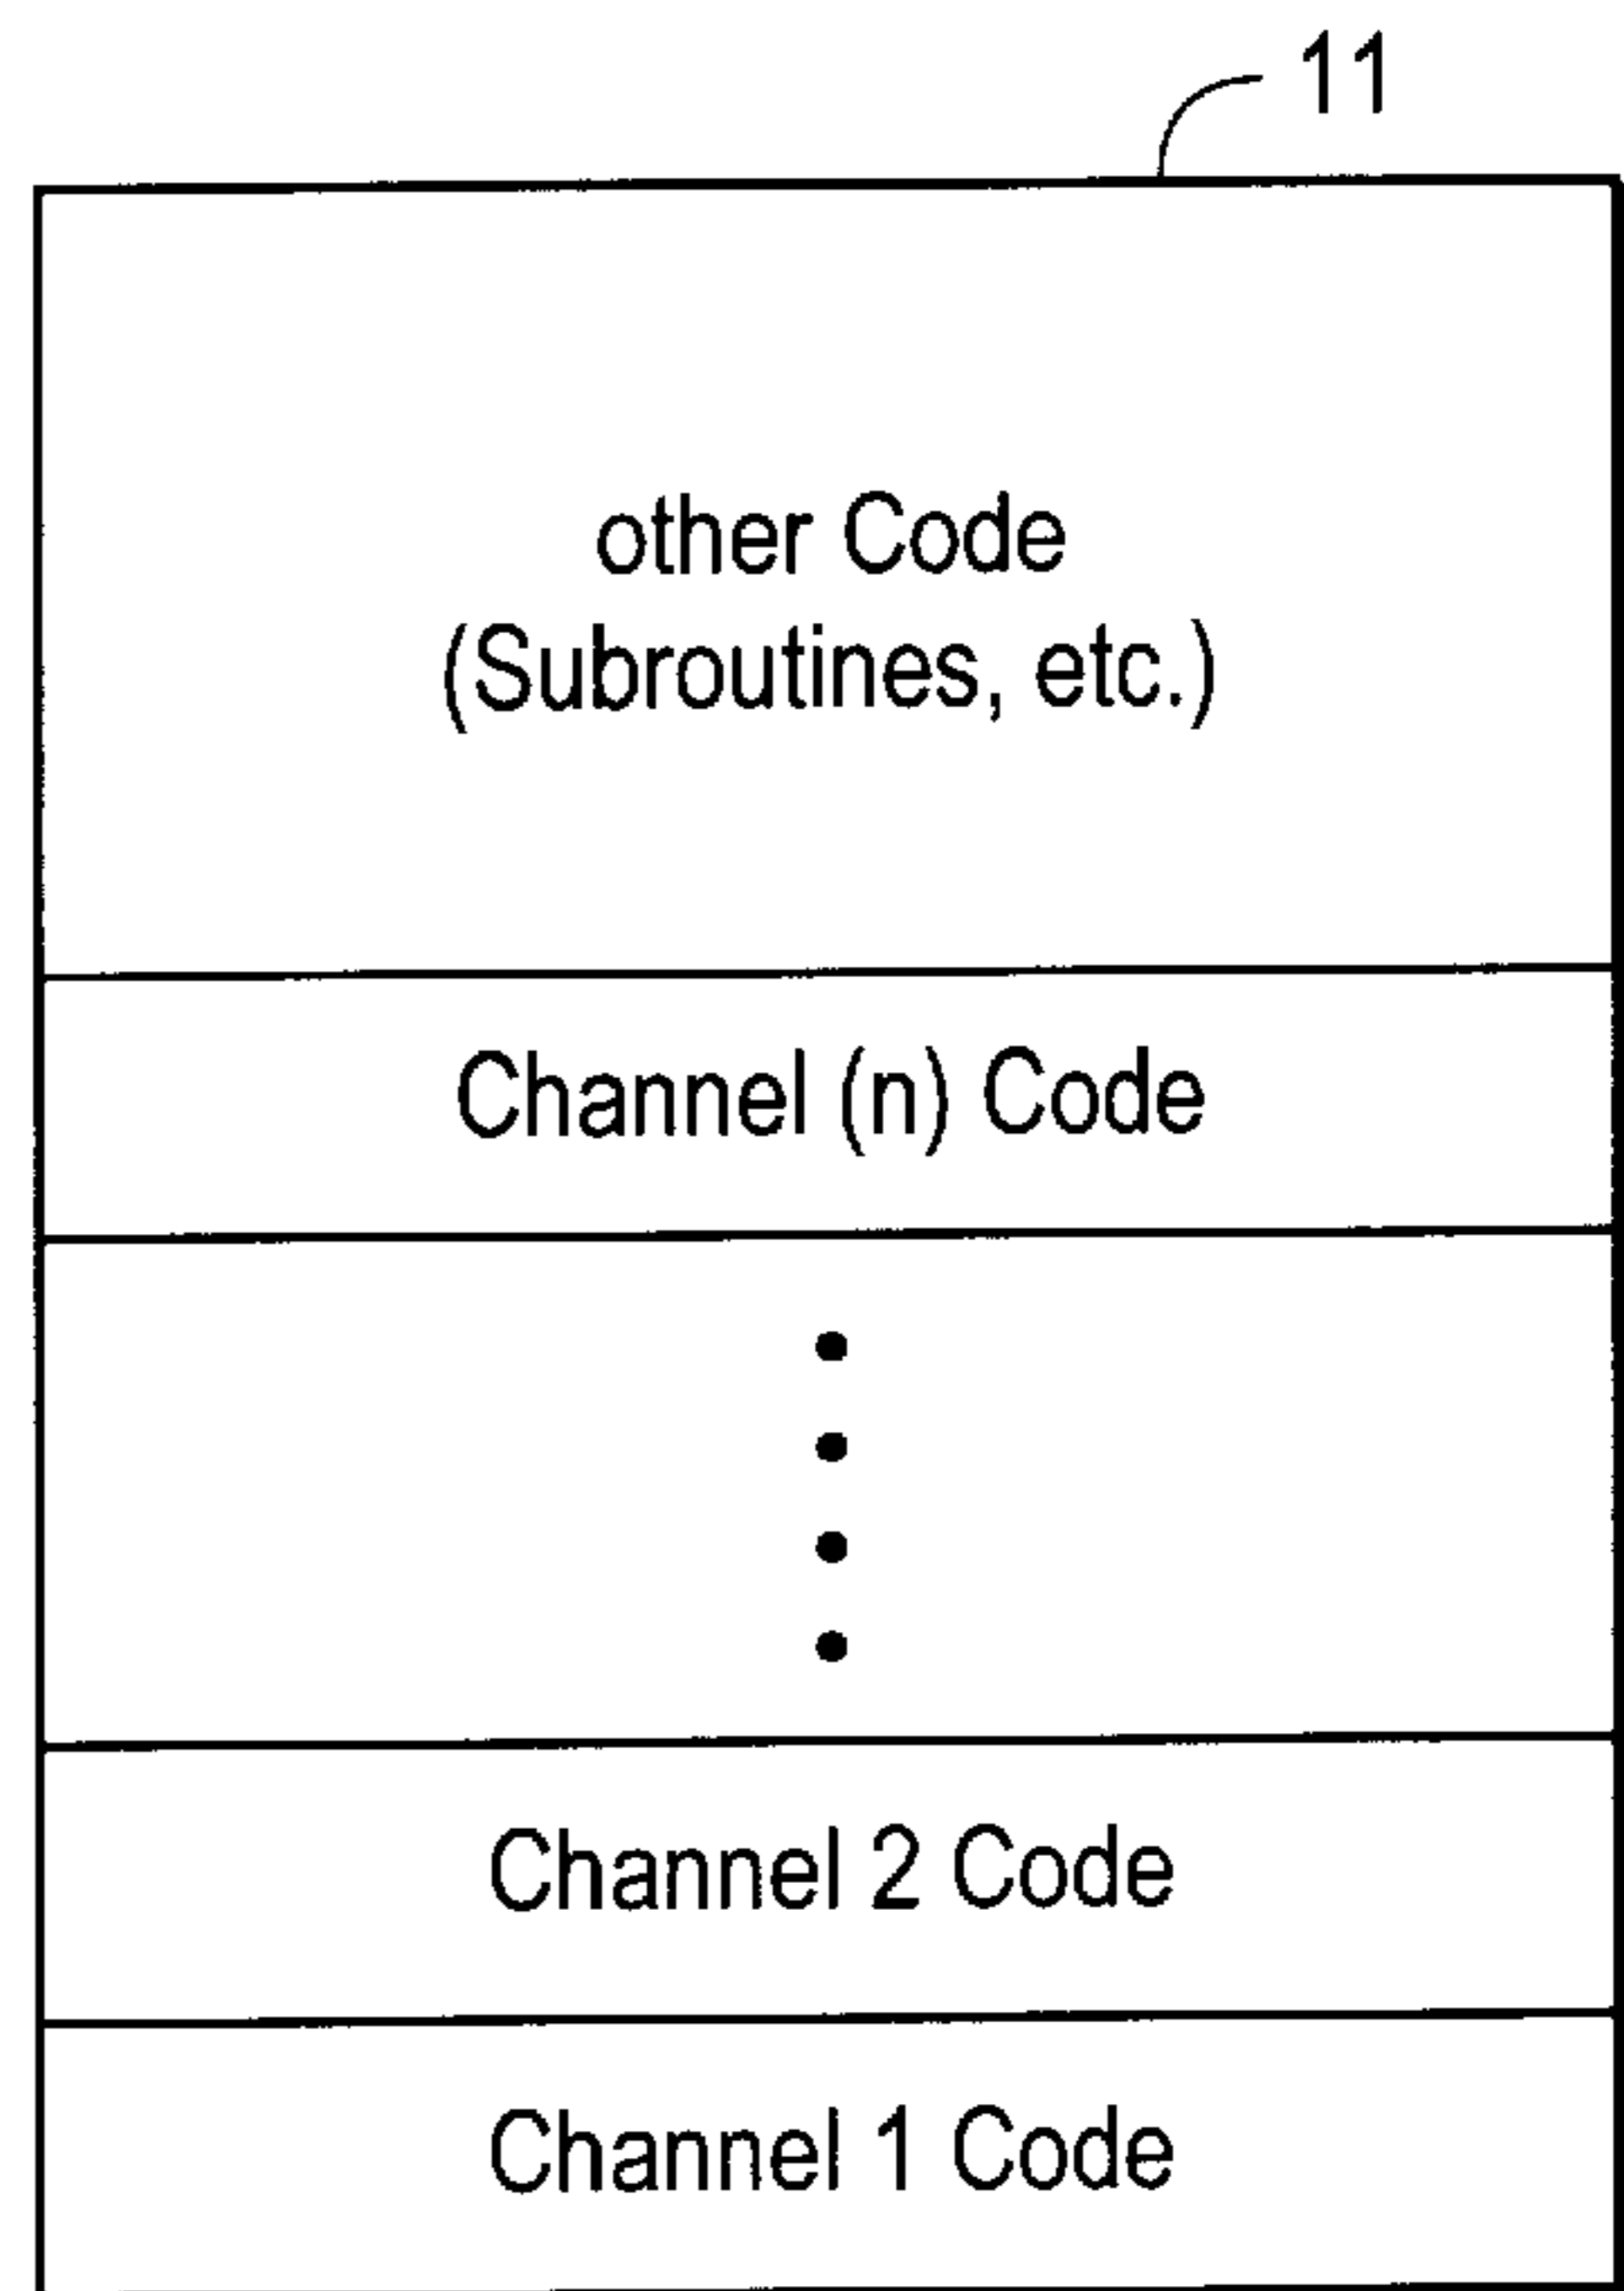 11
other Code
(Subroutines, etc.)
Channel (n) Code
Channel 2 Code
Channel 1 Code